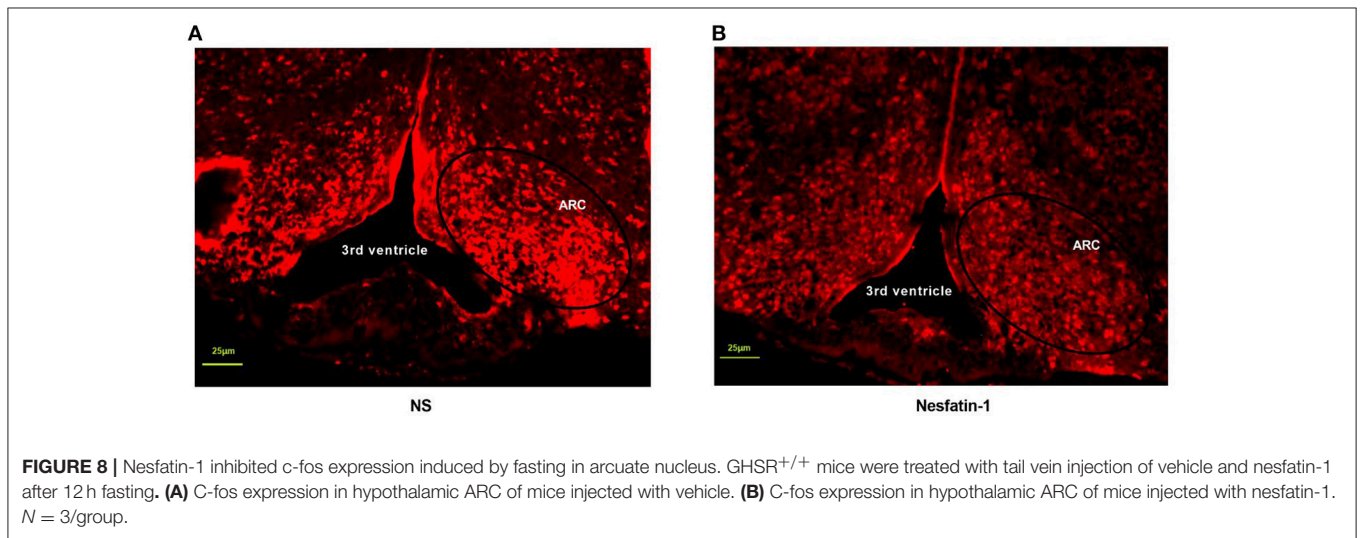 A
B
ARC
ARC
3rd ventricle
3rd ventricle
25µm
25µm
NS
Nesfatin-1
FIGURE 8 | Nesfatin-1 inhibited c-fos expression induced by fasting in arcuate nucleus. GHSR+/+ mice were treated with tail vein injection of vehicle and nesfatin-1
after 12 h fasting. (A) C-fos expression in hypothalamic ARC of mice injected with vehicle. (B) C-fos expression in hypothalamic ARC of mice injected with nesfatin-1.
N = 3/group.